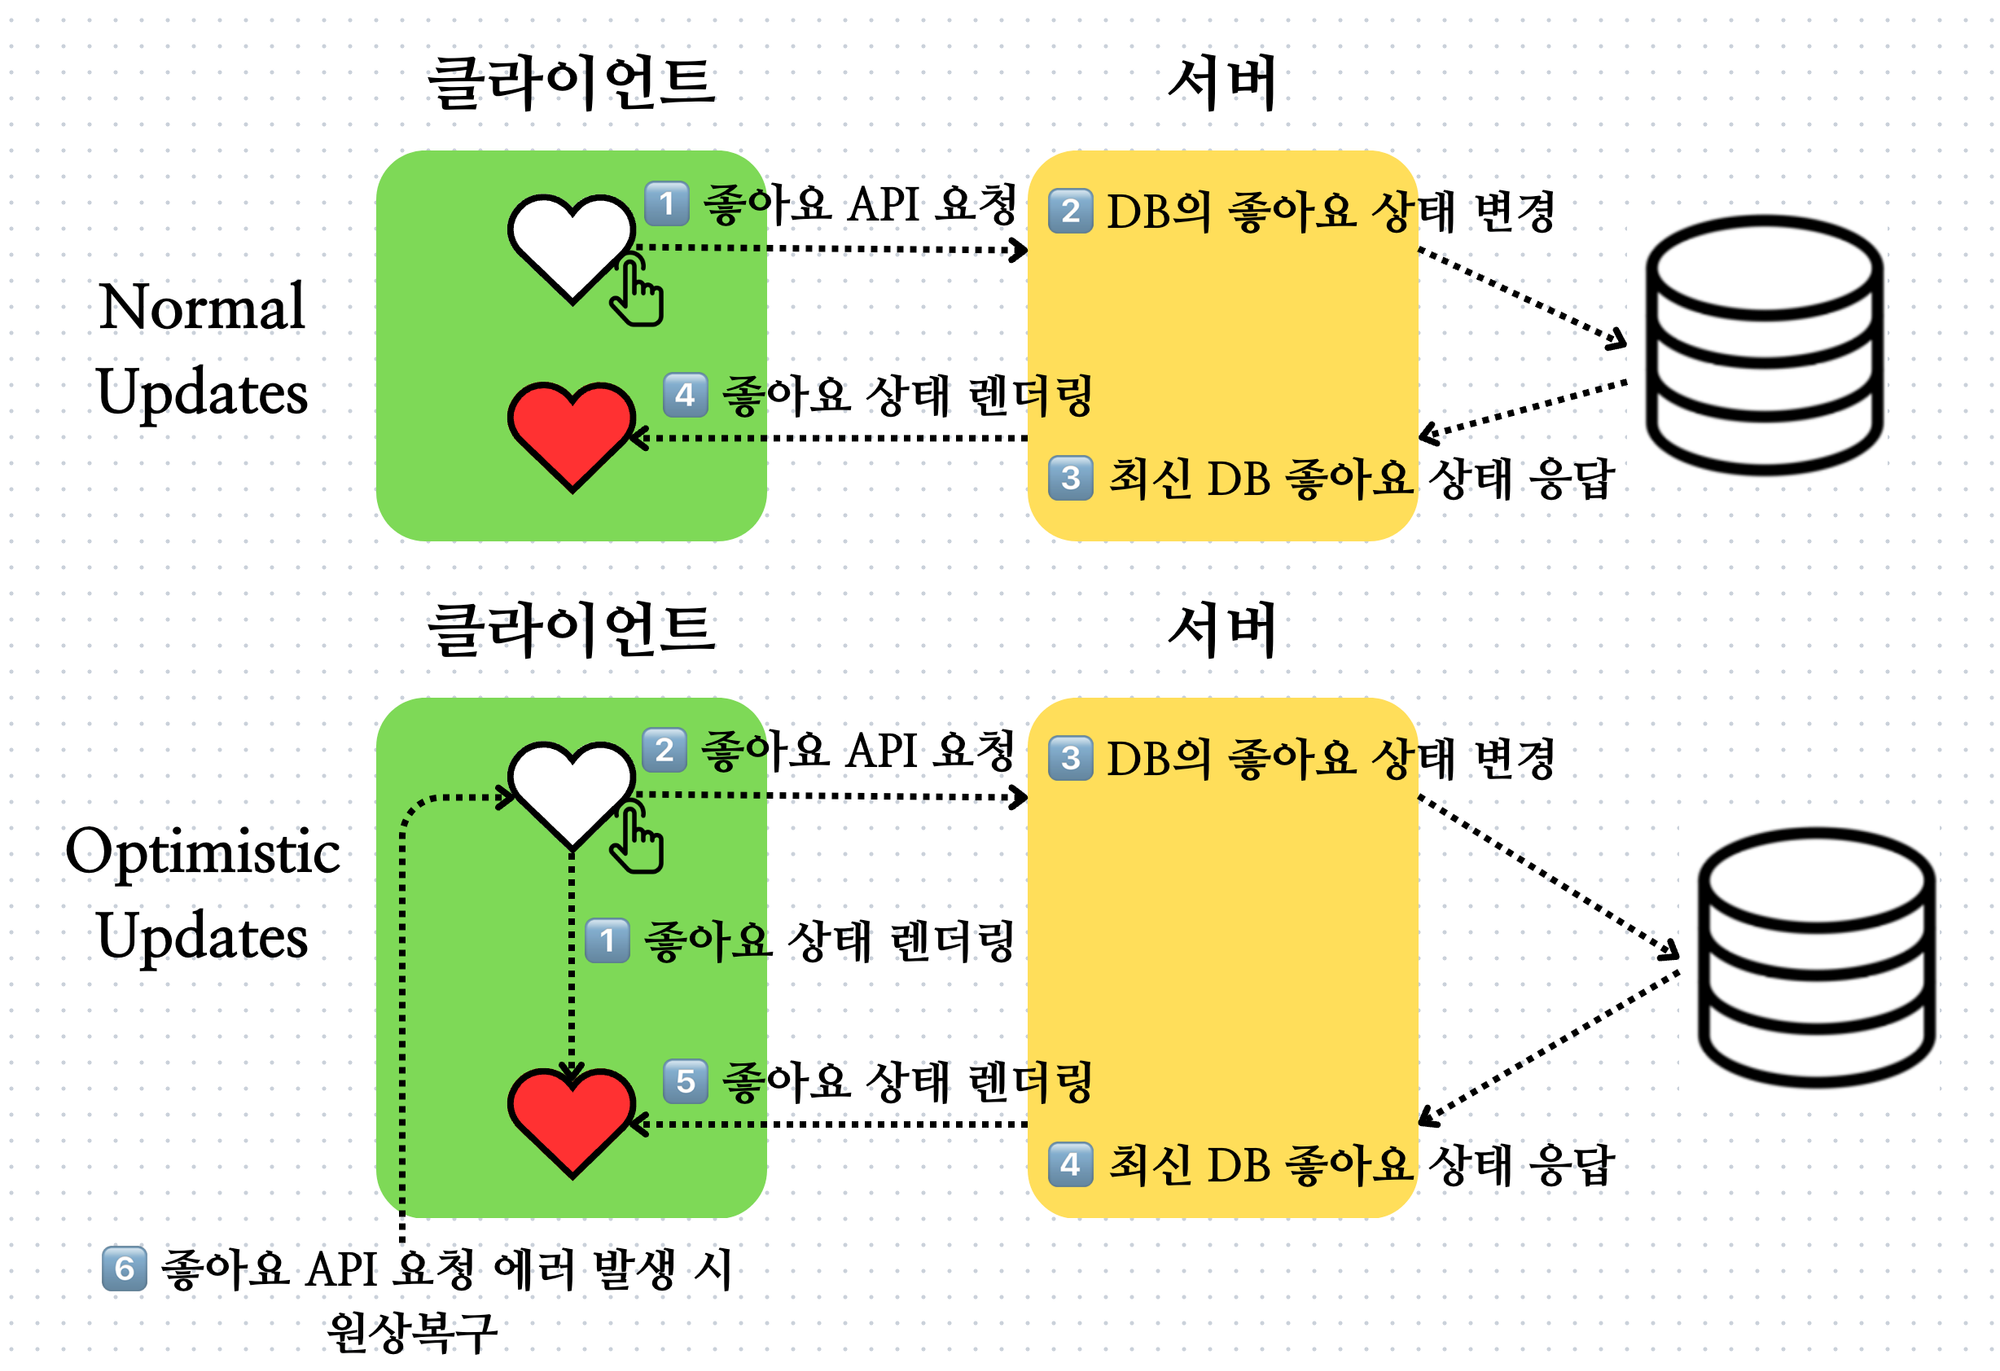 클라이언트
서버
Normal
Updates
1 좋아요 API 요청
2 DB의 좋아요 상태 변경
4 좋아요 상태 렌더링
3 최신 DB 좋아요 상태 응답
클라이언트
서버
Optimistic
Updates
2 좋아요 API 요청
3 DB의 좋아요 상태 변경
1 좋아요 상태 렌더링
5 좋아요 상태 렌더링
4 최신 DB 좋아요 상태 응답
6 좋아요 API 요청 에러 발생 시
원상복구